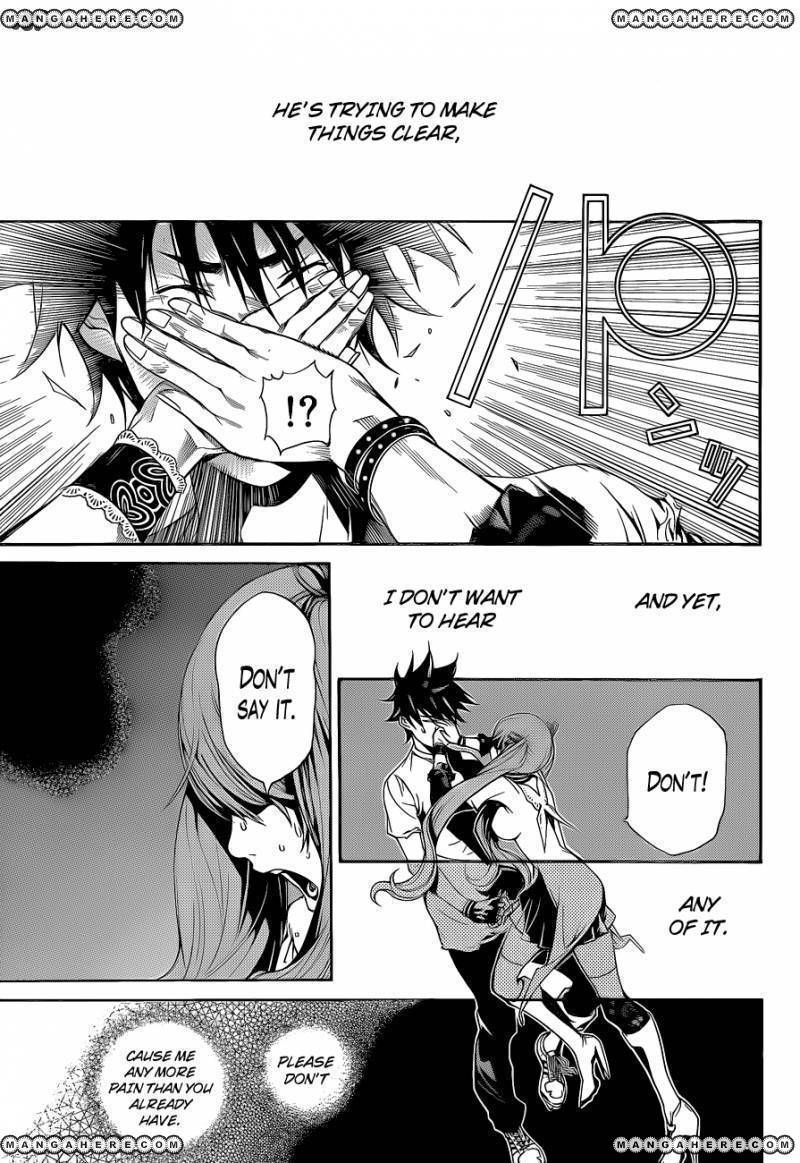 MANGAHERE.COM
MANGAHERE.COM
HE'S TRYING TO MAKE
THINGS CLEAR,
!?
AND YET,
I DON'T WANT
TO HEAR
DON'T!
ANY
OF IT.
DON'T
SAY IT.
PLEASE
DON'T
CAUSE ME
ANY MORE
PAIN THAN YOU
ALREADY
HAVE.
MANGAHERE.COM
MANGAHERE.COM